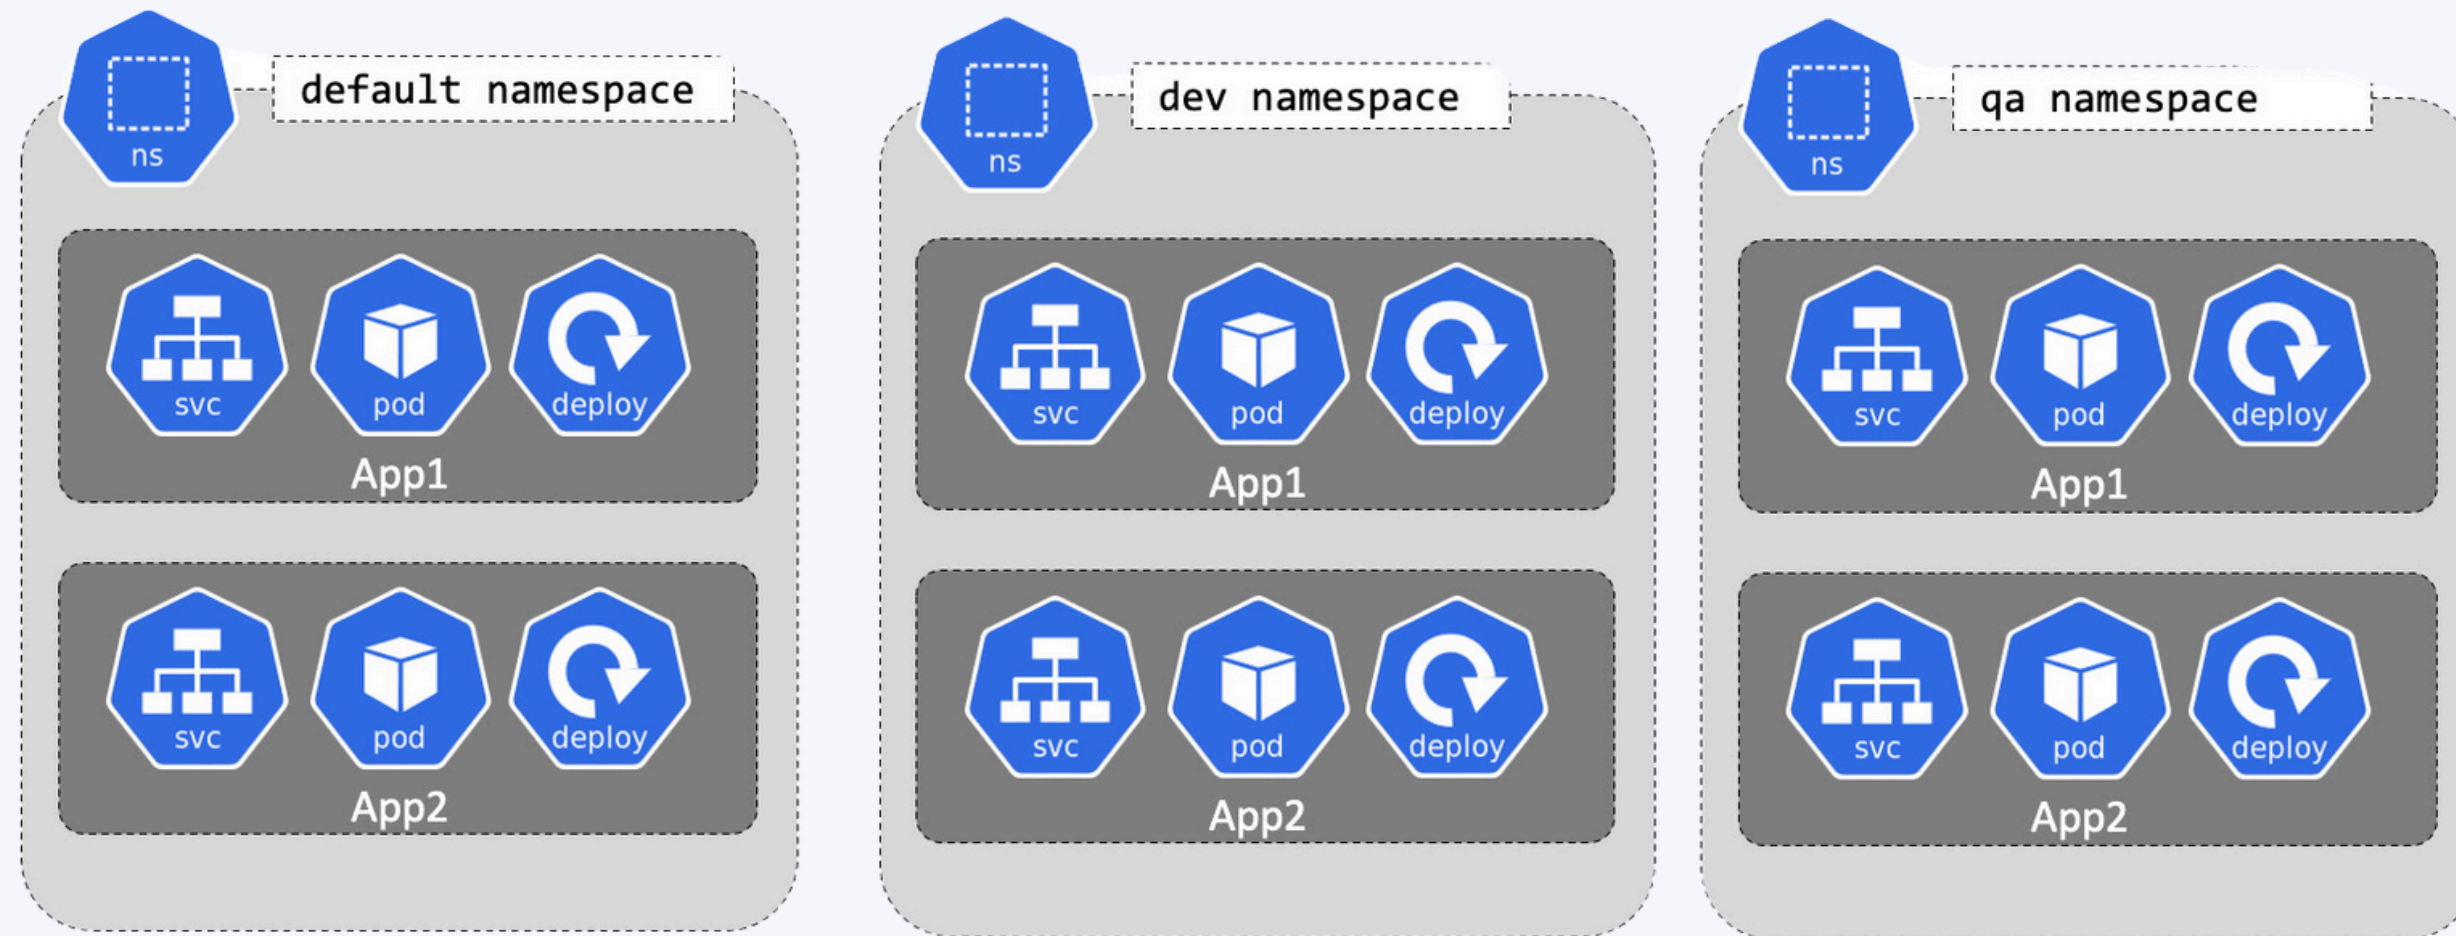 default namespace
ns
svc pod deploy
App1
svc pod deploy
App2
dev namespace
ns
svc pod deploy
App1
svc pod deploy
App2
qa namespace
ns
svc pod deploy
App1
svc pod deploy
App2